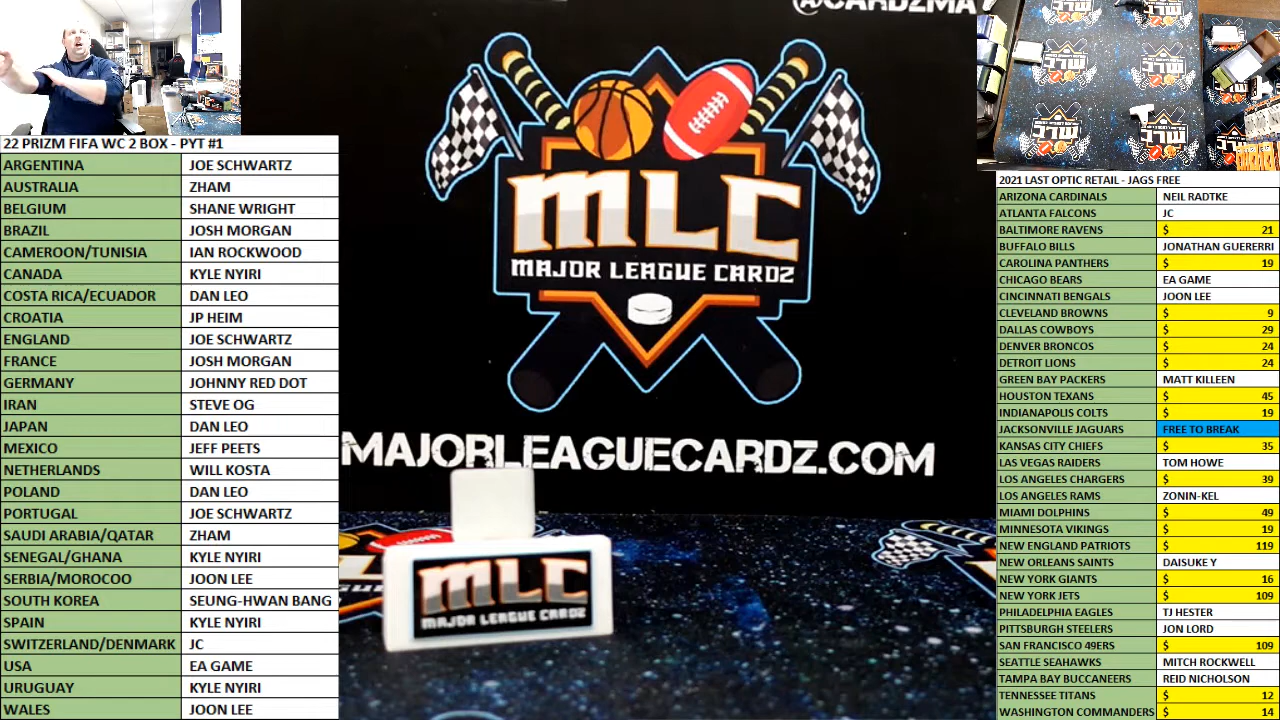 22 PRIZM FIFA WC 2 BOX - PYT #1
ARGENTINA JOE SCHWARTZ
AUSTRALIA ZHAM
BELGIUM SHANE WRIGHT
BRAZIL JOSH MORGAN
CAMEROON/TUNISIA IAN ROCKWOOD
CANADA KYLE NYIRI
COSTA RICA/ECUADOR DAN LEO
CROATIA JP HEIM
ENGLAND JOE SCHWARTZ
FRANCE JOSH MORGAN
GERMANY JOHNNY RED DOT
IRAN STEVE OG
JAPAN DAN LEO
MEXICO JEFF PEETS
NETHERLANDS WILL KOSTA
POLAND DAN LEO
PORTUGAL JOE SCHWARTZ
SAUDI ARABIA/QATAR ZHAM
SENEGAL/GHANA KYLE NYIRI
SERBIA/MOROCOO JOON LEE
SOUTH KOREA SEUNG-HWAN BANG
SPAIN KYLE NYIRI
SWITZERLAND/DENMARK JC
USA EA GAME
URUGUAY KYLE NYIRI
WALES JOON LEE
@CARDZMA
MLC
MAJOR LEAGUE CARDZ
MAJORLEAGUECARDZ.COM
MLC
MAJOR LEAGUE CARDZ
MLC
MLC
MLC
MLC
2021 LAST OPTIC RETAIL - JAGS FREE
ARIZONA CARDINALS NEIL RADTKE
ATLANTA FALCONS JC
BALTIMORE RAVENS $ 21
BUFFALO BILLS JONATHAN GUERERRI
CAROLINA PANTHERS $ 19
CHICAGO BEARS EA GAME
CINCINNATI BENGALS JOON LEE
CLEVELAND BROWNS $ 9
DALLAS COWBOYS $ 29
DENVER BRONCOS $ 24
DETROIT LIONS $ 24
GREEN BAY PACKERS MATT KILLEEN
HOUSTON TEXANS $ 45
INDIANAPOLIS COLTS $ 19
JACKSONVILLE JAGUARS FREE TO BREAK
KANSAS CITY CHIEFS $ 35
LAS VEGAS RAIDERS TOM HOWE
LOS ANGELES CHARGERS $ 39
LOS ANGELES RAMS ZONIN-KEL
MIAMI DOLPHINS $ 49
MINNESOTA VIKINGS $ 19
NEW ENGLAND PATRIOTS $ 119
NEW ORLEANS SAINTS DAISUKE Y
NEW YORK GIANTS $ 16
NEW YORK JETS $ 109
PHILADELPHIA EAGLES TJ HESTER
PITTSBURGH STEELERS JON LORD
SAN FRANCISCO 49ERS $ 109
SEATTLE SEAHAWKS MITCH ROCKWELL
TAMPA BAY BUCCANEERS REID NICHOLSON
TENNESSEE TITANS $ 12
WASHINGTON COMMANDERS $ 14